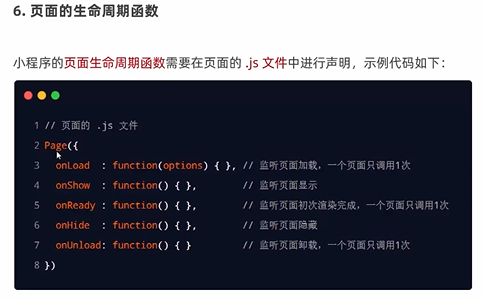 6. 页面的生命周期函数
小程序的页面生命周期函数需要在页面的 .js 文件中进行声明，示例代码如下：
1 // 页面的 .js 文件
2 Page({
3   onLoad  : function(options) { }, // 监听页面加载，一个页面只调用1次
4   onShow  : function() { },        // 监听页面显示
5   onReady : function() { },        // 监听页面初次渲染完成，一个页面只调用1次
6   onHide  : function() { },        // 监听页面隐藏
7   onUnload: function() { }         // 监听页面卸载，一个页面只调用1次
8 })